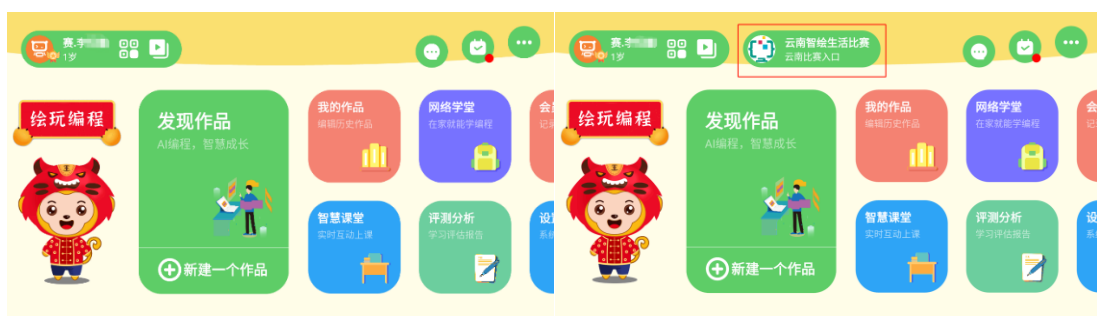 赛.李
1岁
绘玩编程
发现作品
AI编程，智慧成长
新建一个作品
我的作品
编辑历史作品
网络学堂
在家就能学编程
智慧课堂
实时互动上课
评测分析
学习评估报告
赛.李
1岁
云南智绘生活比赛
云南比赛入口
绘玩编程
发现作品
AI编程，智慧成长
新建一个作品
我的作品
编辑历史作品
网络学堂
在家就能学编程
智慧课堂
实时互动上课
评测分析
学习评估报告